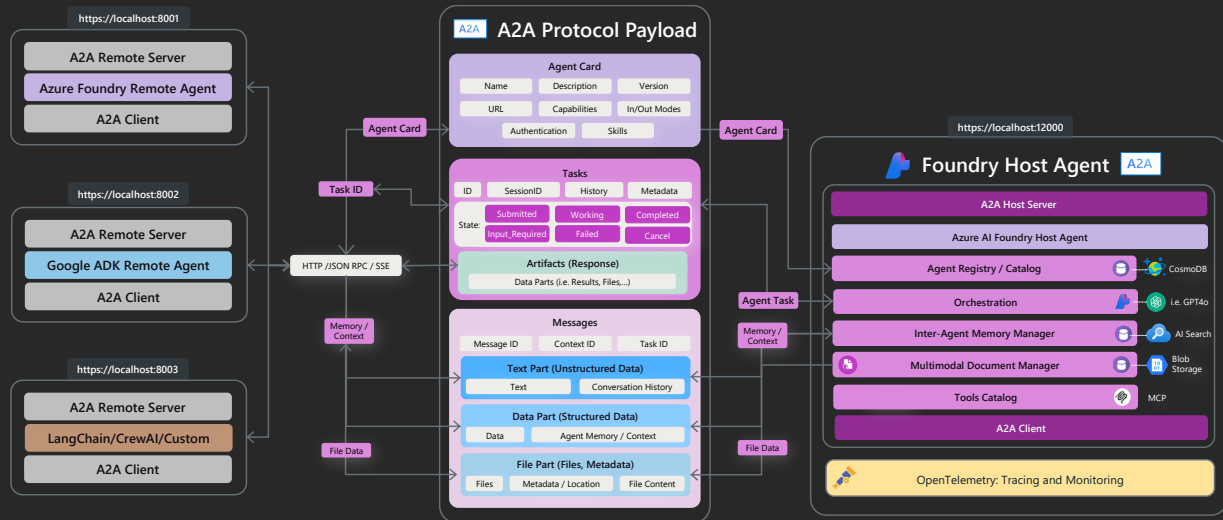 https://localhost:8001
A2A Remote Server
Azure Foundry Remote Agent
A2A Client
https://localhost:8002
A2A Remote Server
Google ADK Remote Agent
A2A Client
https://localhost:8003
A2A Remote Server
LangChain/CrewAI/Custom
A2A Client
Agent Card
Task ID
HTTP /JSON RPC / SSE
Memory /
Context
File Data
A2A
A2A Protocol Payload
Agent Card
Name
Description
Version
URL
Capabilities
In/Out Modes
Authentication
Skills
Tasks
ID
SessionID
History
Metadata
State:
Submitted
Working
Completed
Input_Required
Failed
Cancel
Artifacts (Response)
Data Parts (i.e. Results, Files,...)
Messages
Message ID
Context ID
Task ID
Text Part (Unstructured Data)
Text
Conversation History
Data Part (Structured Data)
Data
Agent Memory / Context
File Part (Files, Metadata)
Files
Metadata / Location
File Content
Agent Card
Agent Task
Memory /
Context
File Data
https://localhost:12000
Foundry Host Agent
A2A
A2A Host Server
Azure AI Foundry Host Agent
Agent Registry / Catalog
CosmoDB
Orchestration
i.e. GPT4o
Inter-Agent Memory Manager
AI Search
Multimodal Document Manager
Blob
Storage
Tools Catalog
MCP
A2A Client
OpenTelemetry: Tracing and Monitoring